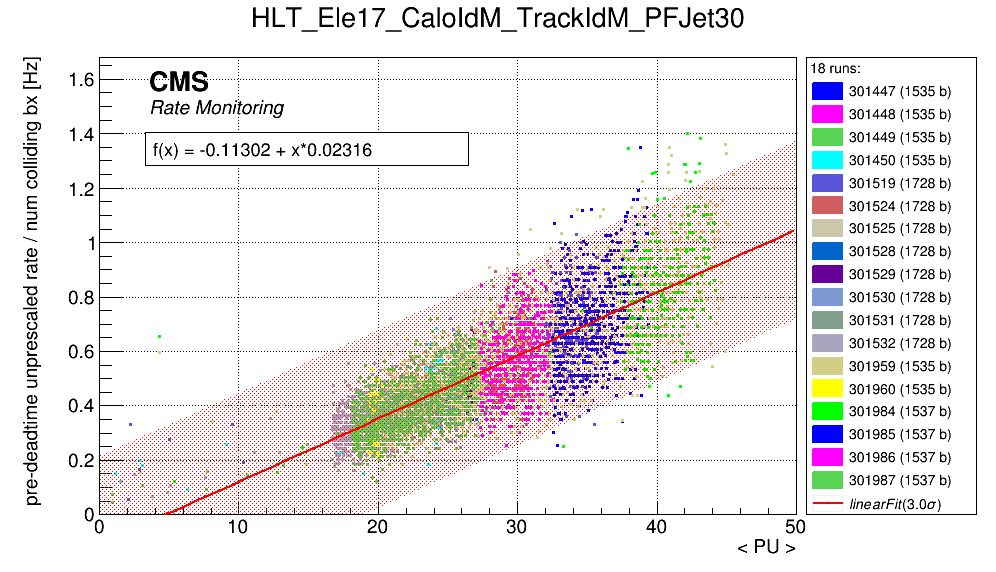 HLT_Ele17_CaloIdM_TrackIdM_PFJet30
pre-deadtime unprescaled rate / num colliding bx [Hz]
CMS
Rate Monitoring
f(x) = -0.11302 + x*0.02316
1.6
1.4
1.2
1
0.8
0.6
0.4
0.2
0
0 10 20 30 40 50
< PU >
18 runs:
301447 (1535 b)
301448 (1535 b)
301449 (1535 b)
301450 (1535 b)
301519 (1728 b)
301524 (1728 b)
301525 (1728 b)
301528 (1728 b)
301529 (1728 b)
301530 (1728 b)
301531 (1728 b)
301532 (1728 b)
301959 (1535 b)
301960 (1535 b)
301984 (1537 b)
301985 (1537 b)
301986 (1537 b)
301987 (1537 b)
linearFit(3.0σ)